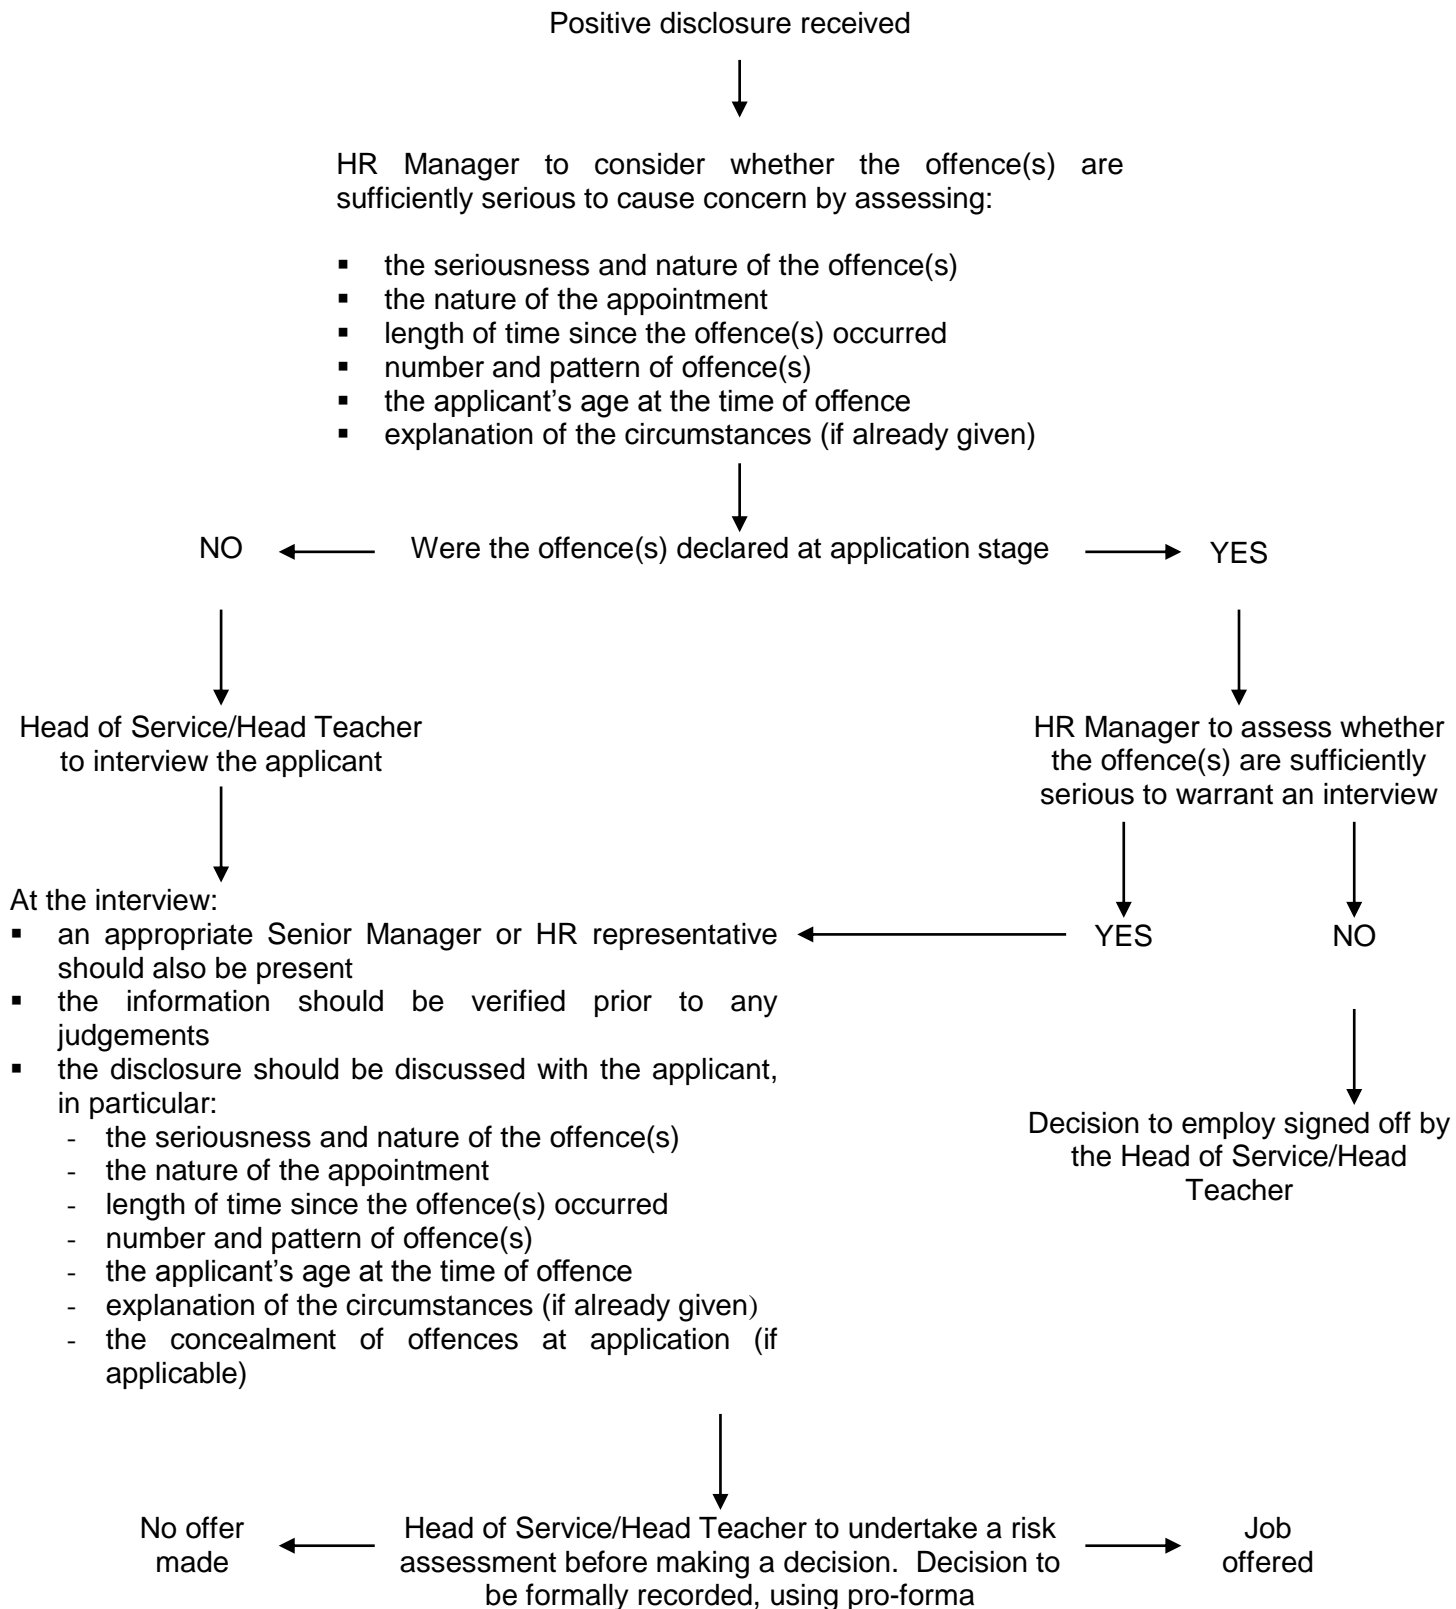 Positive disclosure received
HR Manager to consider whether the offence(s) are
sufficiently serious to cause concern by assessing:
▪ the seriousness and nature of the offence(s)
▪ the nature of the appointment
▪ length of time since the offence(s) occurred
▪ number and pattern of offence(s)
▪ the applicant’s age at the time of offence
▪ explanation of the circumstances (if already given)
NO
Were the offence(s) declared at application stage
YES
Head of Service/Head Teacher
to interview the applicant
HR Manager to assess whether
the offence(s) are sufficiently
serious to warrant an interview
At the interview:
▪ an appropriate Senior Manager or HR representative
should also be present
▪ the information should be verified prior to any
judgements
▪ the disclosure should be discussed with the applicant,
in particular:
- the seriousness and nature of the offence(s)
- the nature of the appointment
- length of time since the offence(s) occurred
- number and pattern of offence(s)
- the applicant’s age at the time of offence
- explanation of the circumstances (if already given)
- the concealment of offences at application (if
applicable)
YES
NO
Decision to employ signed off by
the Head of Service/Head
Teacher
No offer
made
Head of Service/Head Teacher to undertake a risk
assessment before making a decision.  Decision to
be formally recorded, using pro-forma
Job
offered